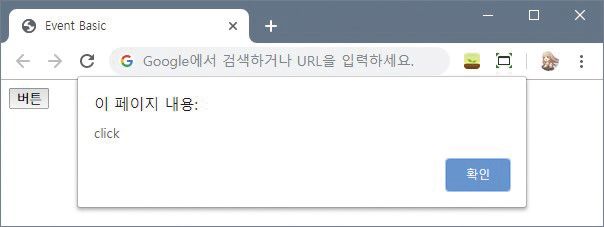 Event Basic
Google에서 검색하거나 URL을 입력하세요.
버튼
이 페이지 내용:
click
확인